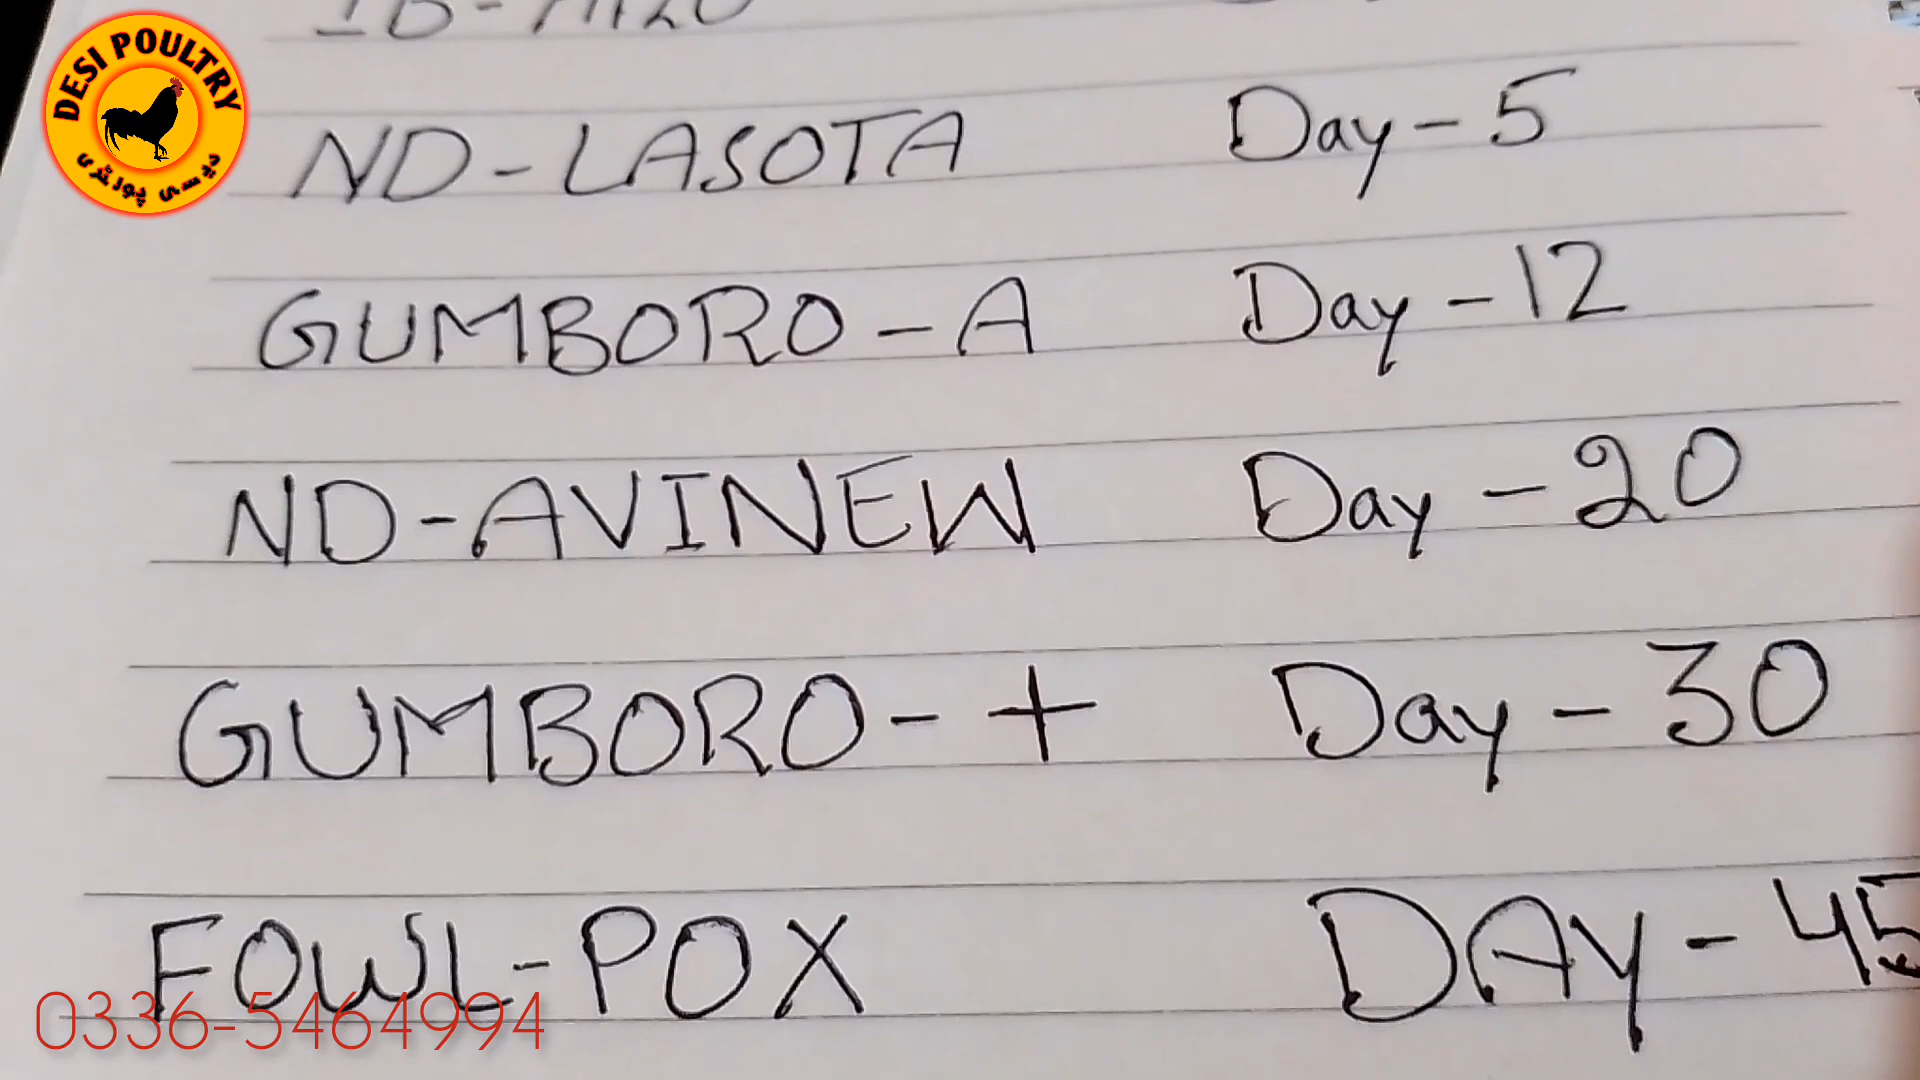 DESI POULTRY
دیسی پولٹری
ND-LASOTA Day-5
GUMBORO-A Day-12
ND-AVINEW Day-20
GUMBORO-+ Day-30
FOWL-POX DAY-45
0336-5464994